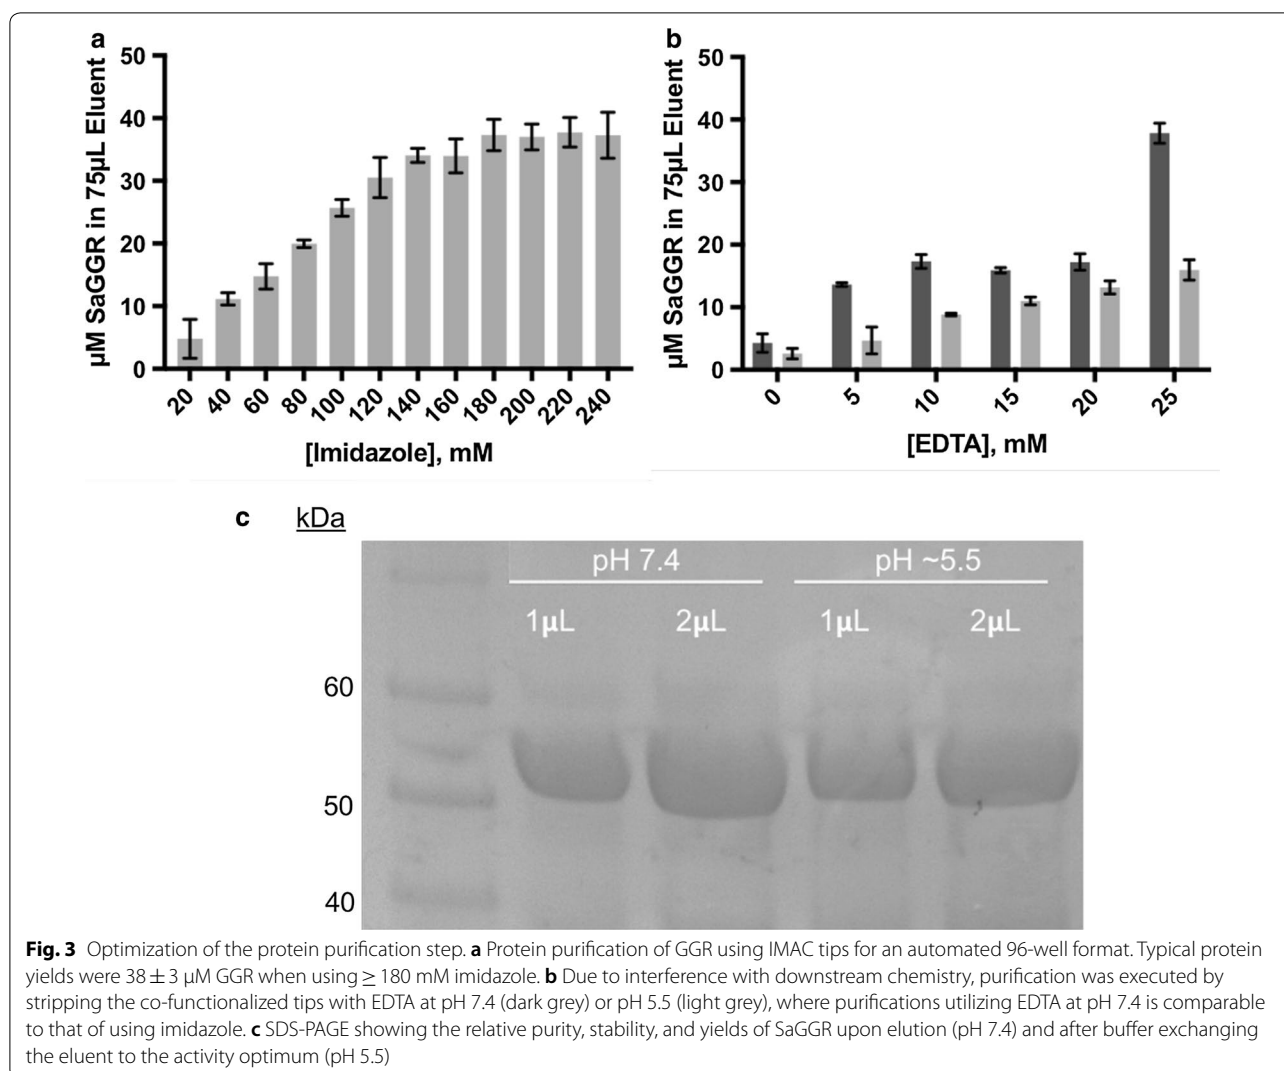 a
50
40
30
20
10
0
µM SaGGR in 75µL Eluent
20
40
60
80
100
120
140
160
180
200
220
240
[Imidazole], mM
b
50
40
30
20
10
0
µM SaGGR in 75µL Eluent
0
5
10
15
20
25
[EDTA], mM
c kDa
pH 7.4 pH ~5.5
1µL 2µL 1µL 2µL
60
50
40
Fig. 3 Optimization of the protein purification step. a Protein purification of GGR using IMAC tips for an automated 96-well format. Typical protein
yields were 38 ± 3 µM GGR when using ≥ 180 mM imidazole. b Due to interference with downstream chemistry, purification was executed by
stripping the co-functionalized tips with EDTA at pH 7.4 (dark grey) or pH 5.5 (light grey), where purifications utilizing EDTA at pH 7.4 is comparable
to that of using imidazole. c SDS-PAGE showing the relative purity, stability, and yields of SaGGR upon elution (pH 7.4) and after buffer exchanging
the eluent to the activity optimum (pH 5.5)